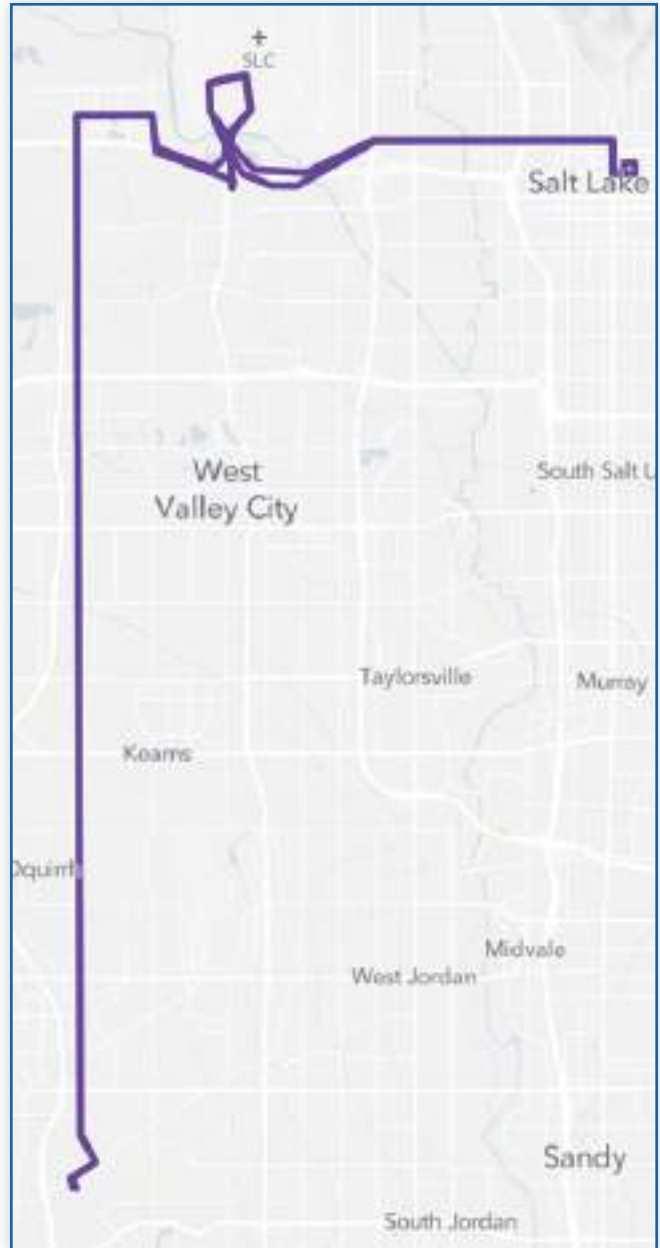 SLC
Salt Lake
West
Valley City
South Salt L
Taylorsville
Murray
Kearns
Oquirrh
Midvale
West Jordan
Sandy
South Jordan